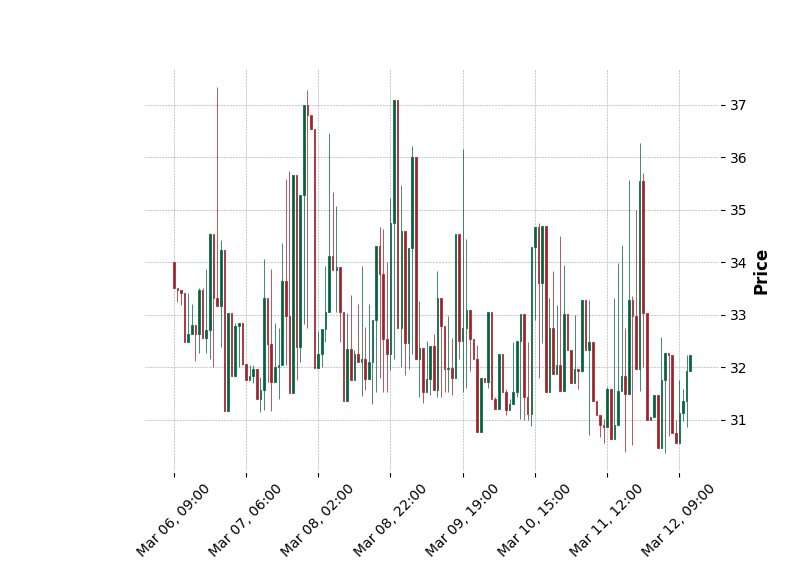 37
36
35
34
33
32
31
Price
Mar 06, 09:00
Mar 07, 06:00
Mar 08, 02:00
Mar 08, 22:00
Mar 09, 19:00
Mar 10, 15:00
Mar 11, 12:00
Mar 12, 09:00